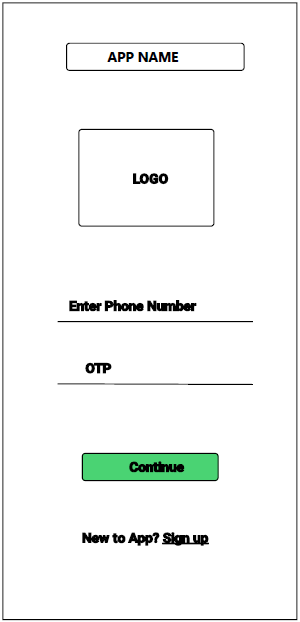 APP NAME
LOGO
Enter Phone Number
OTP
Continue
New to App? Sign up